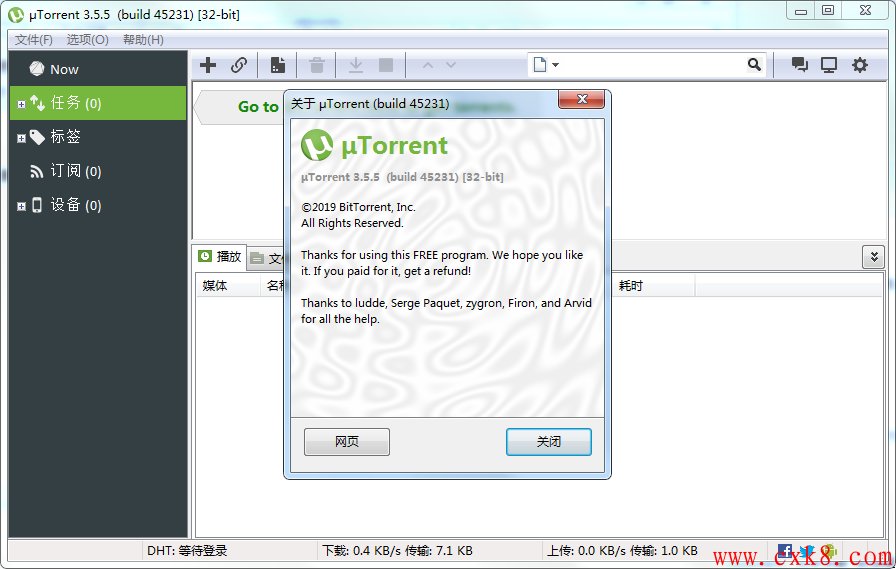 µTorrent 3.5.5 (build 45231) [32-bit]
文件(F) 选项(O) 帮助(H)
Now
任务 (0)
标签
订阅 (0)
设备 (0)
Go to
关于 µTorrent (build 45231)
µTorrent
µTorrent 3.5.5 (build 45231) [32-bit]
©2019 BitTorrent, Inc.
All Rights Reserved.
Thanks for using this FREE program. We hope you like
it. If you paid for it, get a refund!
Thanks to ludde, Serge Paquet, zygron, Firon, and Arvid
for all the help.
网页 关闭
播放
媒体 耗时
DHT: 等待登录 下载: 0.4 KB/s 传输: 7.1 KB 上传: 0.0 KB/s 传输: 1.0 KB
www.cxk8.com